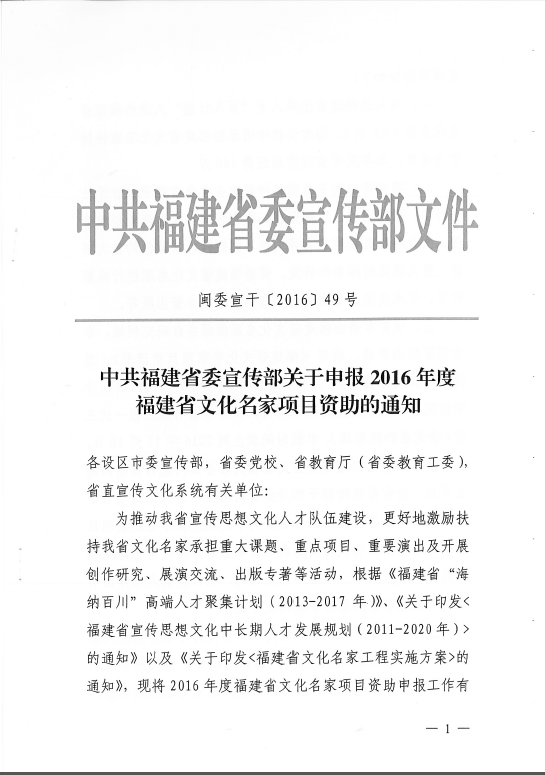 中共福建省委宣传部文件
闽委宣干〔2016〕49号
中共福建省委宣传部关于申报2016年度
福建省文化名家项目资助的通知
各设区市委宣传部，省委党校、省教育厅（省委教育工委），
省直宣传文化系统有关单位：
为推动我省宣传思想文化人才队伍建设，更好地激励扶
持我省文化名家承担重大课题、重点项目、重要演出及开展
创作研究、展演交流、出版专著等活动，根据《福建省“海
纳百川”高端人才聚集计划（2013-2017 年）》、《关于印发<
福建省宣传思想文化中长期人才发展规划（2011-2020年）>
的通知》以及《关于印发<福建省文化名家工程实施方案>的
通知》，现将2016年度福建省文化名家项目资助申报工作有
— 1 —